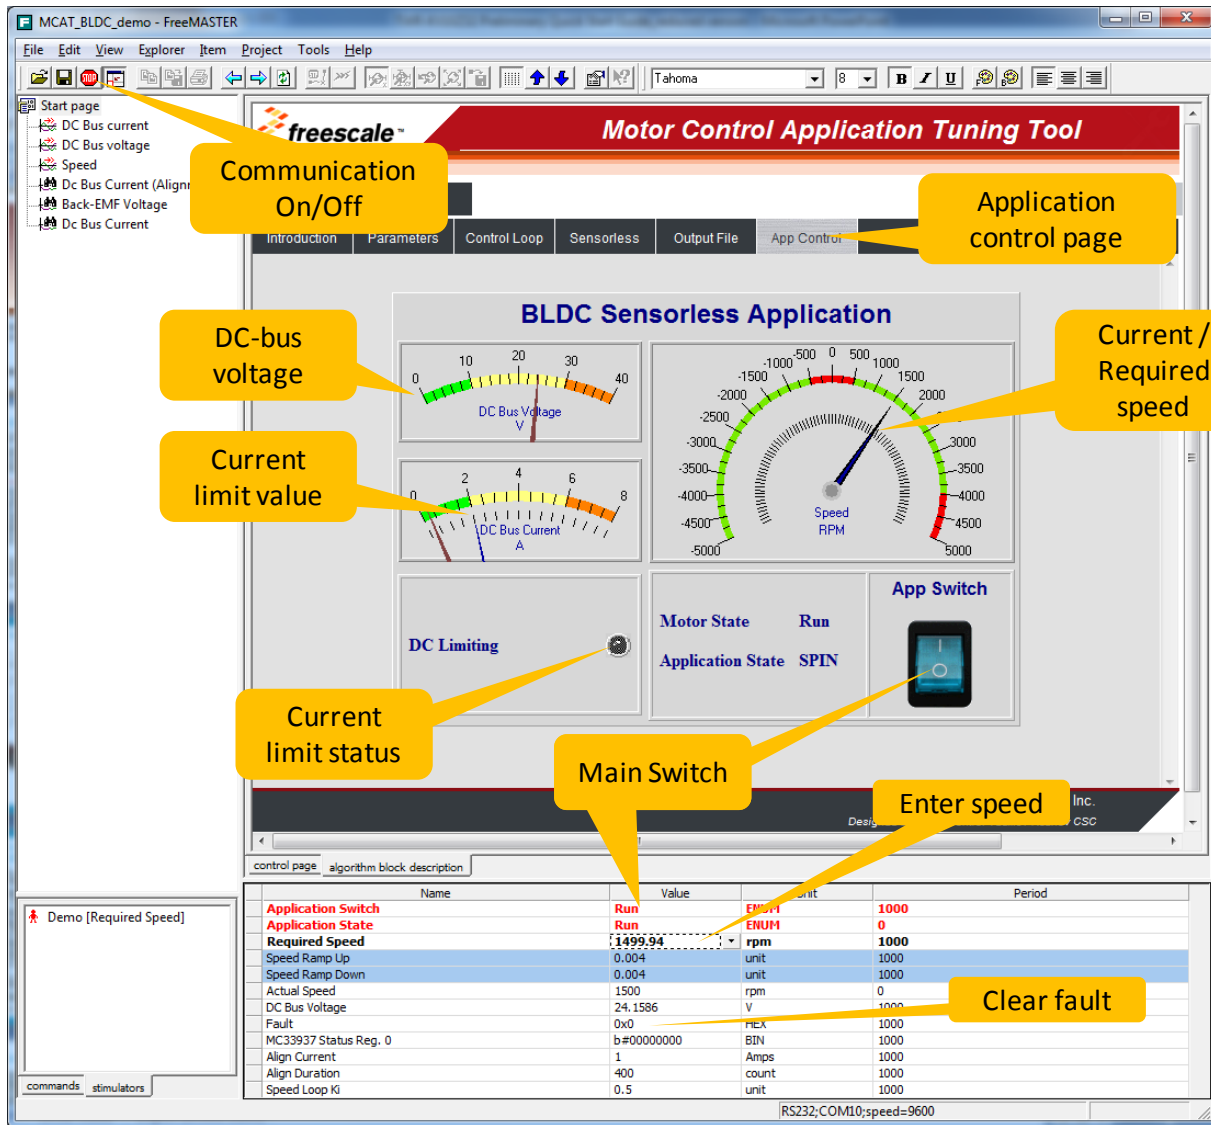 MCAT_BLDC_demo - FreeMASTER
File Edit View Explorer Item Project Tools Help
STOP
Tahoma 8 B I U
Start page
DC Bus current
DC Bus voltage
Speed
Dc Bus Current (Align
Back-EMF Voltage
Dc Bus Current
freescale™
Motor Control Application Tuning Tool
Communication
On/Off
Application
control page
Introduction Parameters Control Loop Sensorless Output File App Control
BLDC Sensorless Application
DC-bus
voltage
0 10 20 30 40
DC Bus Voltage
V
Current
limit value
0 2 4 6 8
DC Bus Current
A
Current /
Required
speed
-5000 -4500 -4000 -3500 -3000 -2500 -2000 -1500 -1000 -500 0 500 1000 1500 2000 3000 3500 4000 4500 5000
Speed
RPM
DC Limiting
Motor State Run
Application State SPIN
App Switch
Current
limit status
Main Switch
Enter speed
Inc.
CSC
control page algorithm block description
Name Value Unit Period
Application Switch Run ENUM 1000
Application State Run ENUM 0
Required Speed 1499.94 rpm 1000
Speed Ramp Up 0.004 unit 1000
Speed Ramp Down 0.004 unit 1000
Actual Speed 1500 rpm 0
DC Bus Voltage 24.1586 V 1000
Fault 0x0 HEX 1000
MC33937 Status Reg. 0 b#00000000 BIN 1000
Align Current 1 Amps 1000
Align Duration 400 count 1000
Speed Loop Ki 0.5 unit 1000
Clear fault
Demo [Required Speed]
commands stimulators
RS232;COM10;speed=9600